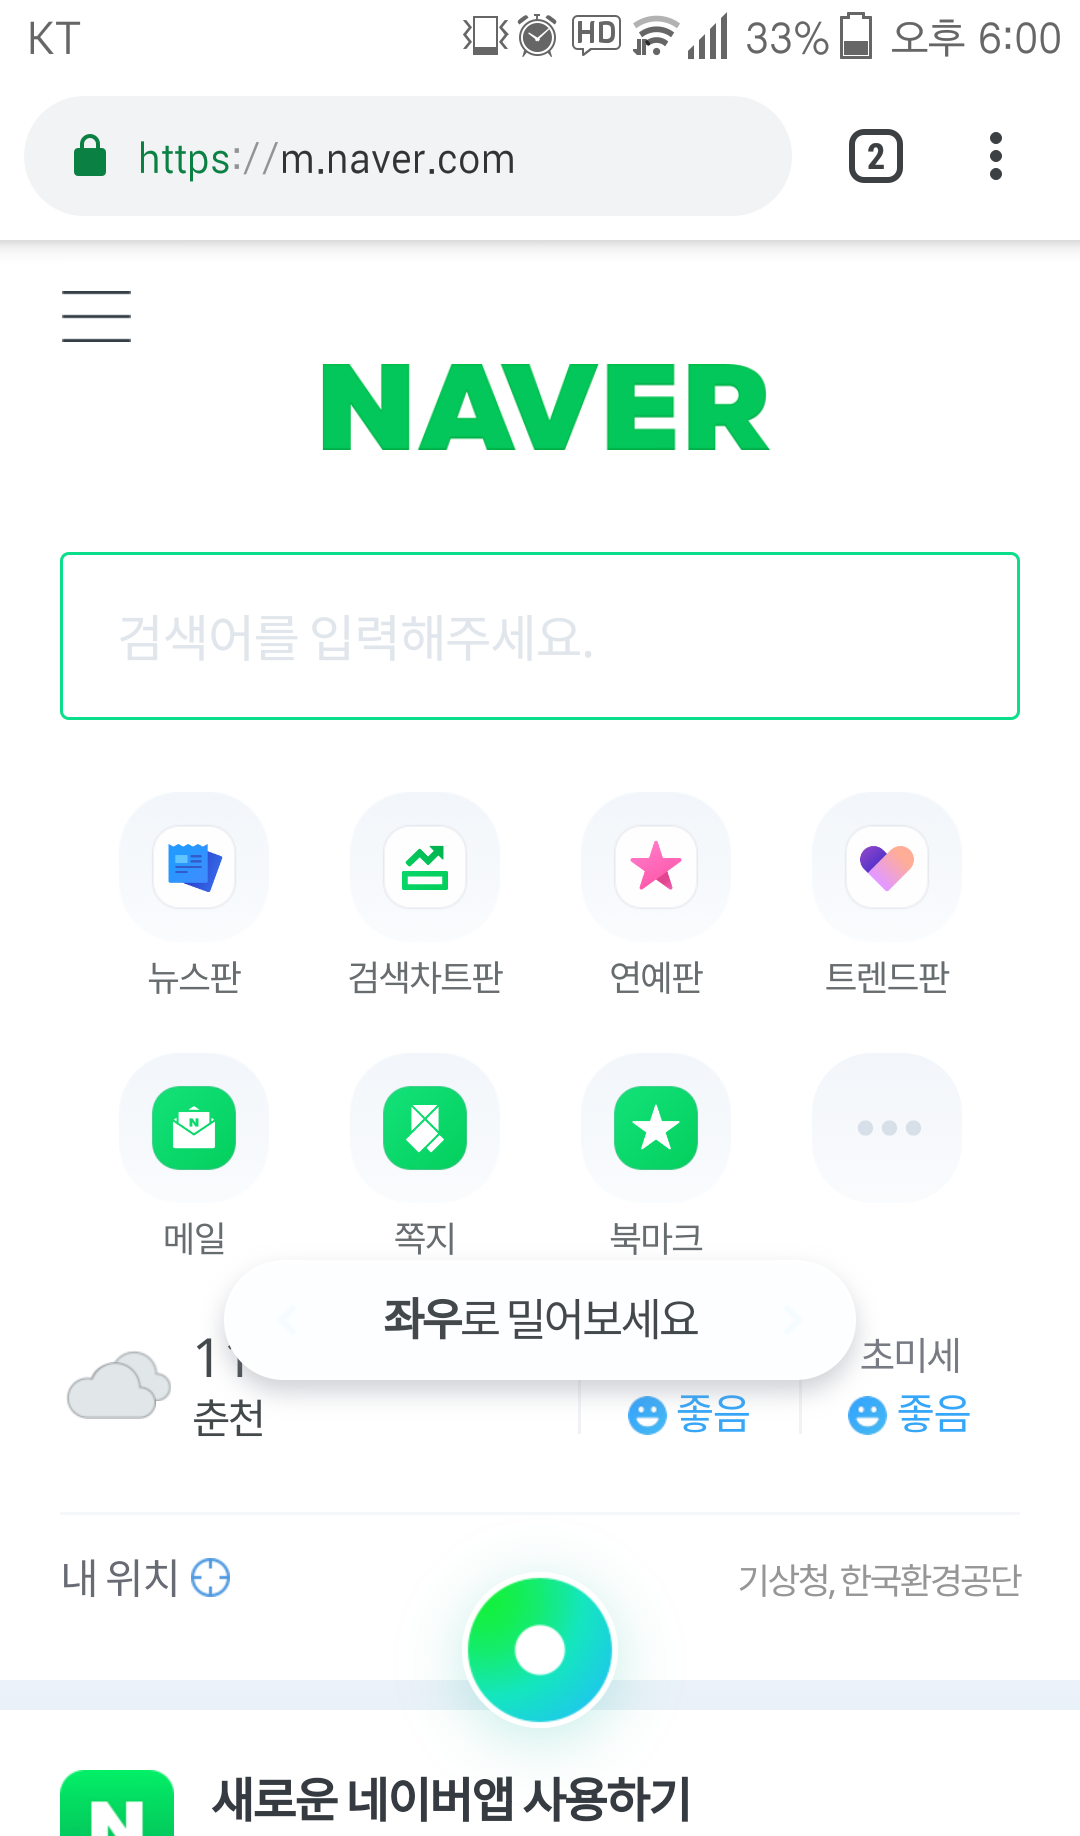 KT HD 33% 오후 6:00
https://m.naver.com 2
NAVER
검색어를 입력해주세요.
뉴스판 검색차트판 연예판 트렌드판
N
메일 쪽지 북마크
좌우로 밀어보세요
초미세
춘천 좋음 좋음
내 위치 기상청, 한국환경공단
N 새로운 네이버앱 사용하기